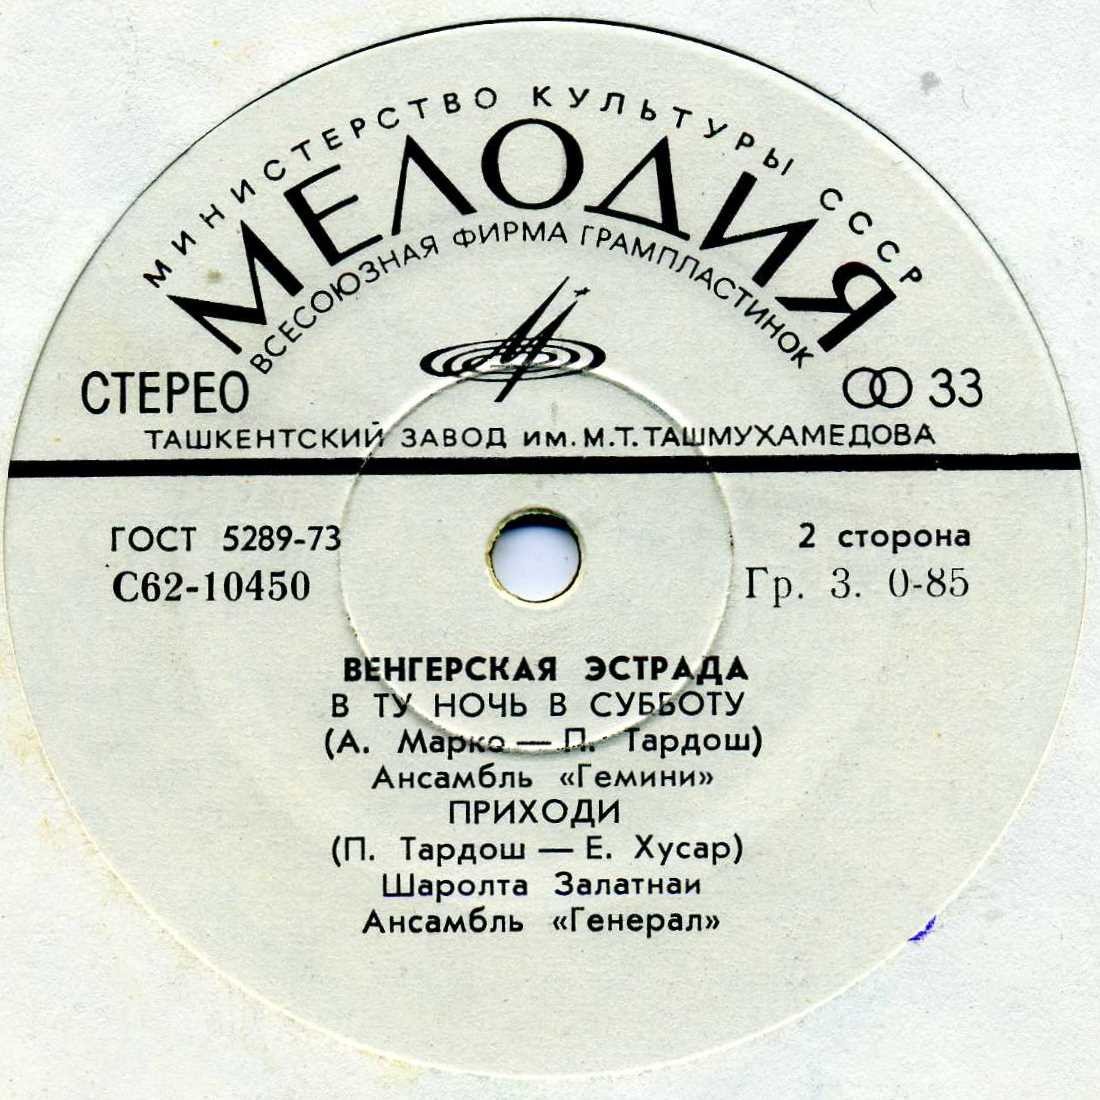 МИНИСТЕРСТВО КУЛЬТУРЫ СССР
МЕЛОДИЯ
ВСЕСОЮЗНАЯ ФИРМА ГРАМПЛАСТИНОК
СТЕРЕО
33
ТАШКЕНТСКИЙ ЗАВОД им. М.Т. ТАШМУХАМЕДОВА
ГОСТ 5289-73
2 сторона
С62-10450
Гр. 3. 0-85
ВЕНГЕРСКАЯ ЭСТРАДА
В ТУ НОЧЬ В СУББОТУ
(А. Марко — П. Тардош)
Ансамбль «Гемини»
ПРИХОДИ
(П. Тардош — Е. Хусар)
Шаролта Залатнаи
Ансамбль «Генерал»